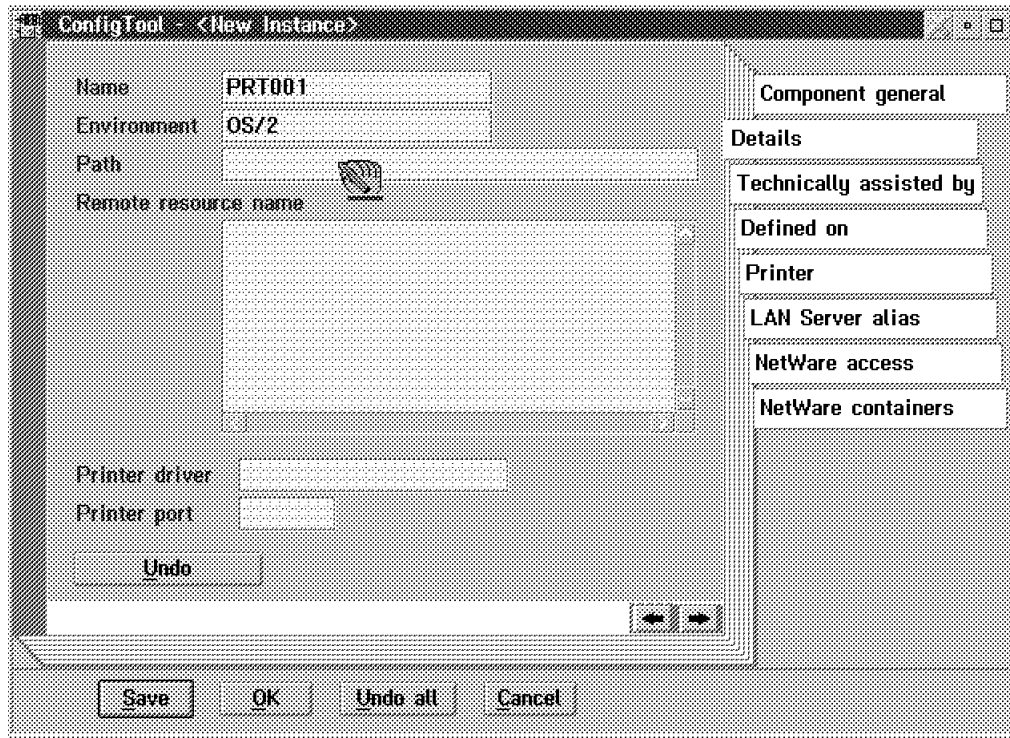 ConfigTool - <New Instance>
Name PRT001
Environment OS/2
Path
Remote resource name
Printer driver
Printer port
Undo
Component general
Details
Technically assisted by
Defined on
Printer
LAN Server alias
NetWare access
NetWare containers
Save OK Undo all Cancel